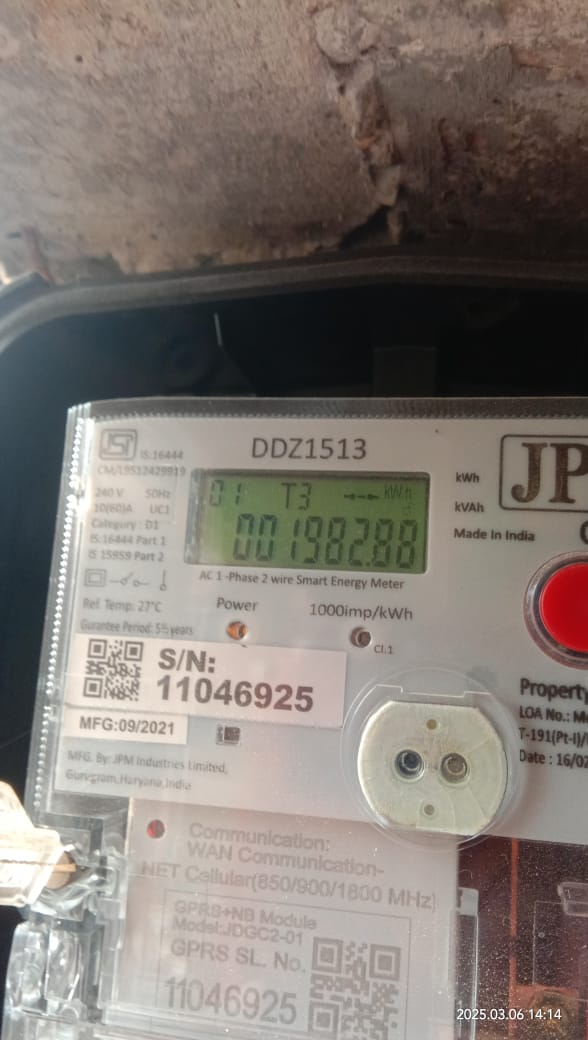 IS:16444
CM/L9512429919
DDZ1513
240 V 50Hz
10(60)A UC1
Category : D1
IS:16444 Part 1
IS 15959 Part 2
01 T3 kWh
001982.88
kWh
kVAh
Made In India
JP
AC 1-Phase 2 wire Smart Energy Meter
Ref. Temp: 27°C
Gurantee Period: 5½ years
Power
1000imp/kWh
Cl.1
S/N:
11046925
MFG:09/2021
MFG. By: JPM Industries Limited,
Gurugram, Haryana, India
Property
LOA No.: M
T-191(Pt-I)/
Date : 16/02
Communication:
WAN Communication-
NET Cellular(850/900/1800 MHz)
GPRS+NB Module
Model:JDGC2-01
GPRS SL. No.
11046925
2025.03.06 14:14